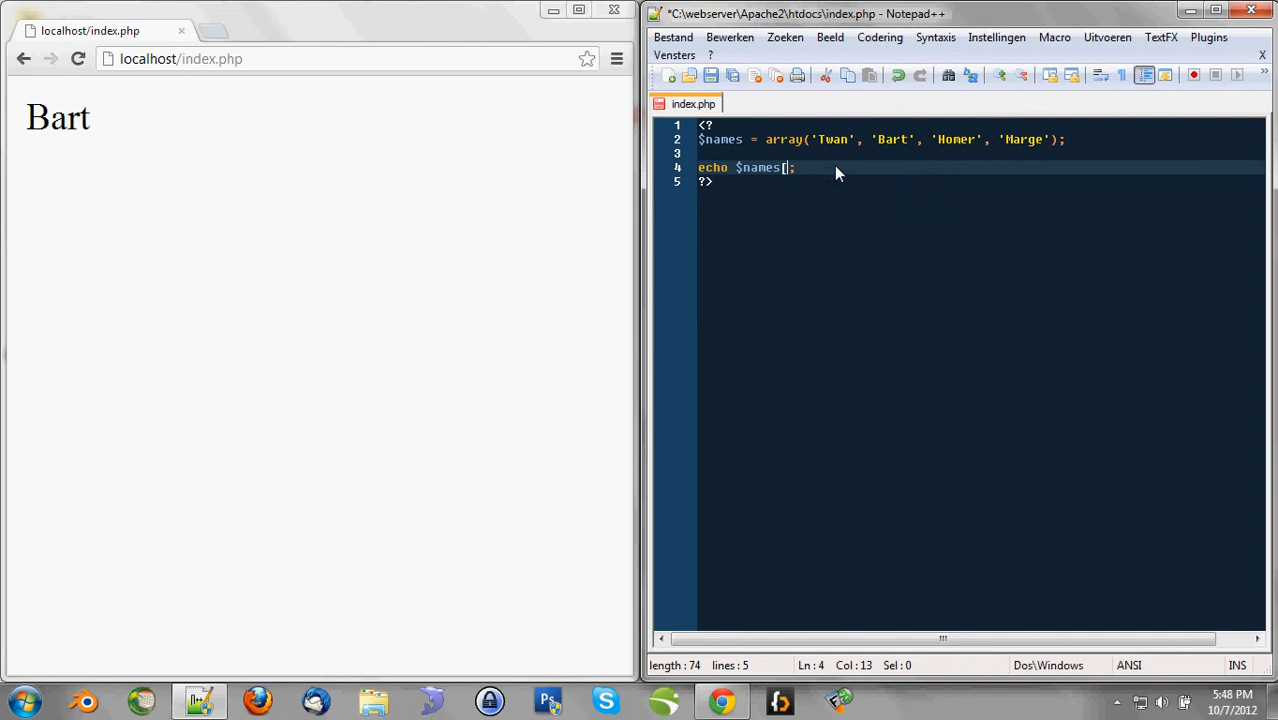 localhost/index.php
localhost/index.php
Bart
*C:\webserver\Apache2\htdocs\index.php - Notepad++
Bestand Bewerken Zoeken Beeld Codering Syntaxis Instellingen Macro Uitvoeren TextFX Plugins
Vensters ? X
index.php
1 <?
2 $names = array('Twan', 'Bart', 'Homer', 'Marge');
3
4 echo $names[;
5 ?>
length: 74 lines: 5 Ln: 4 Col: 13 Sel: 0 Dos\Windows ANSI INS
5:48 PM
10/7/2012